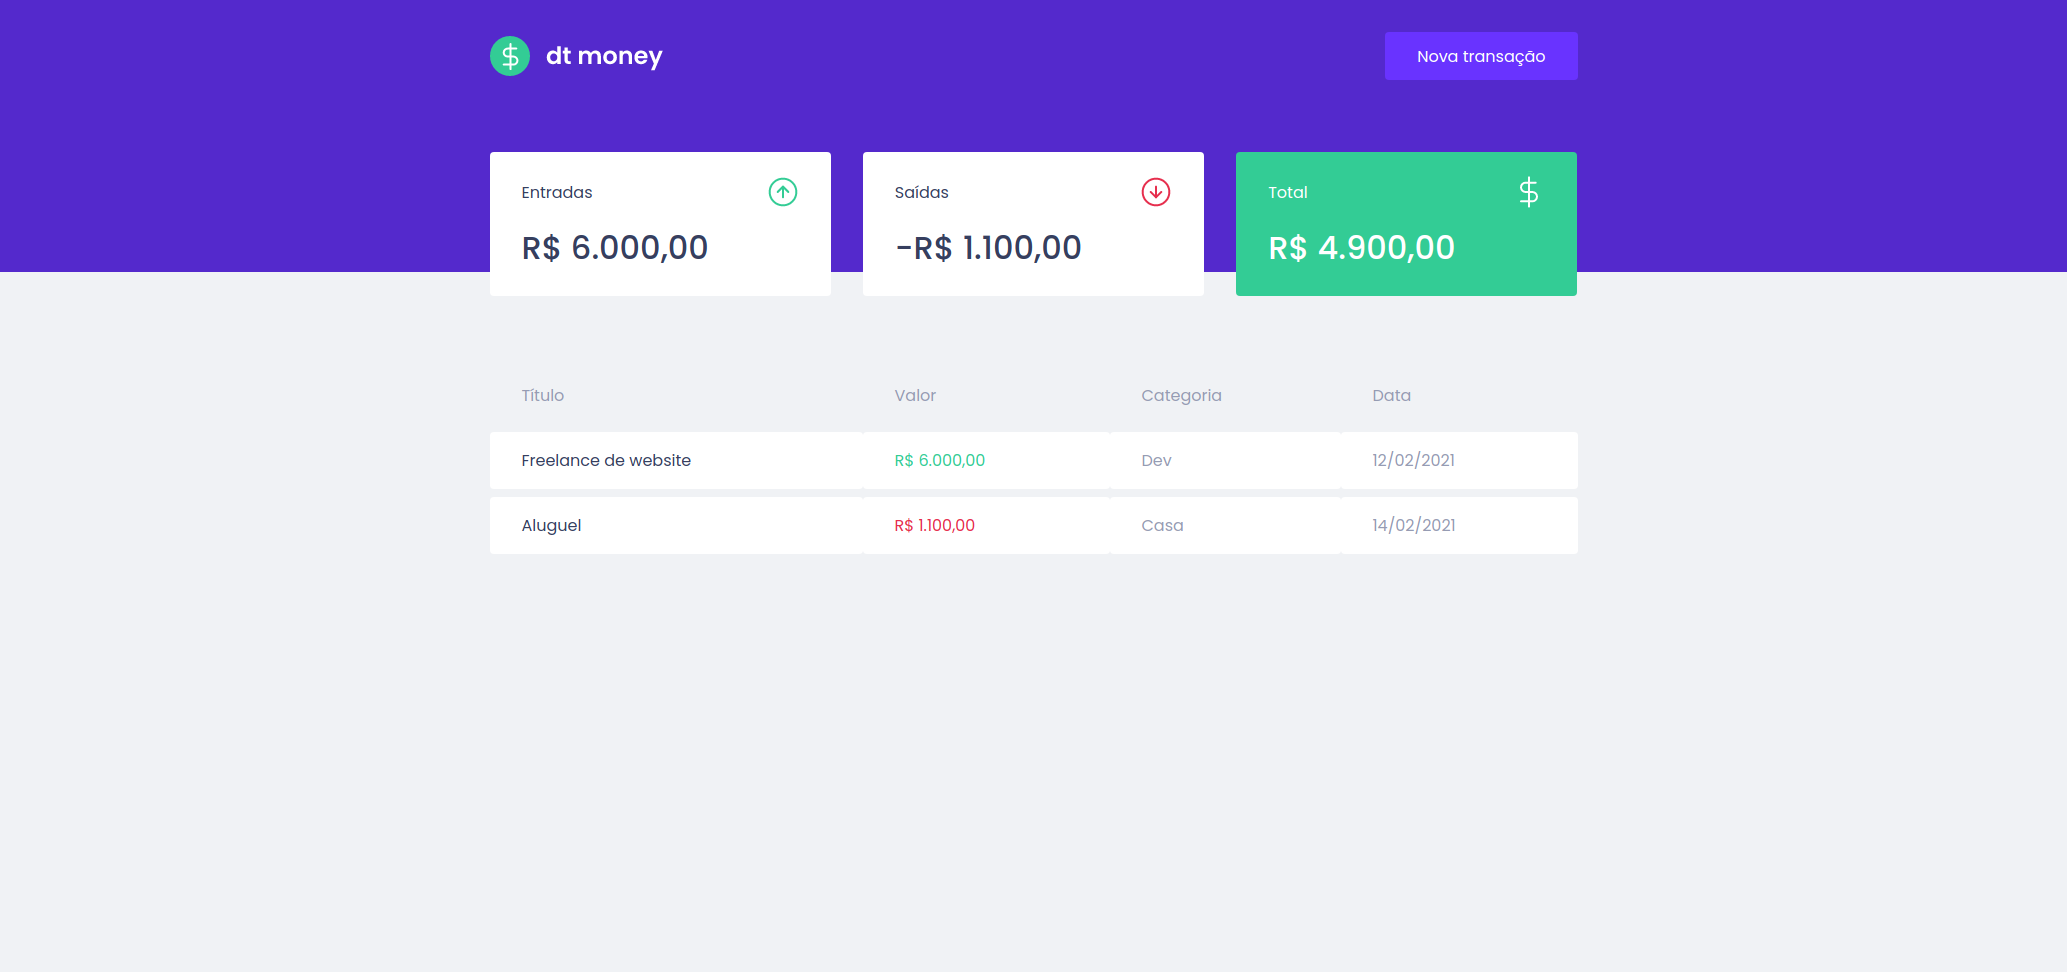 dt money
Nova transação
Entradas
R$ 6.000,00
Saídas
-R$ 1.100,00
Total
R$ 4.900,00
Título Valor Categoria Data
Freelance de website R$ 6.000,00 Dev 12/02/2021
Aluguel R$ 1.100,00 Casa 14/02/2021